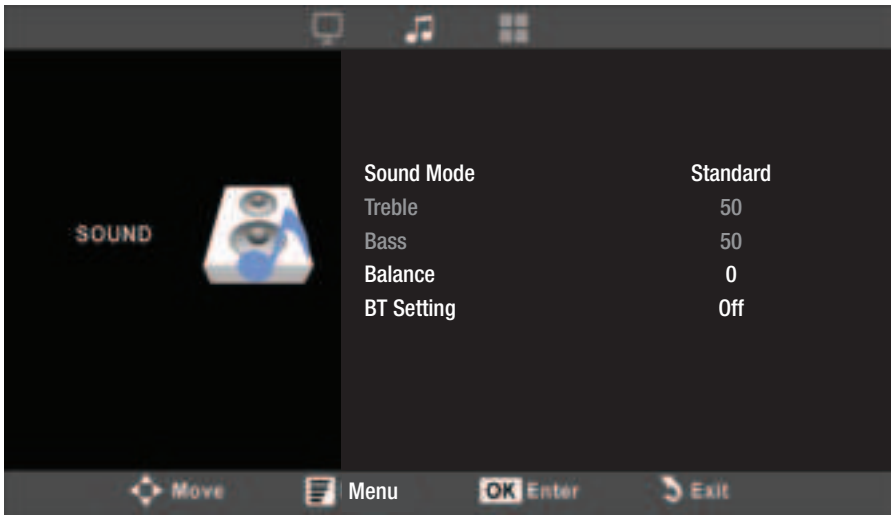 SOUND
Sound Mode Standard
Treble 50
Bass 50
Balance 0
BT Setting Off
Move Menu OK Enter Exit